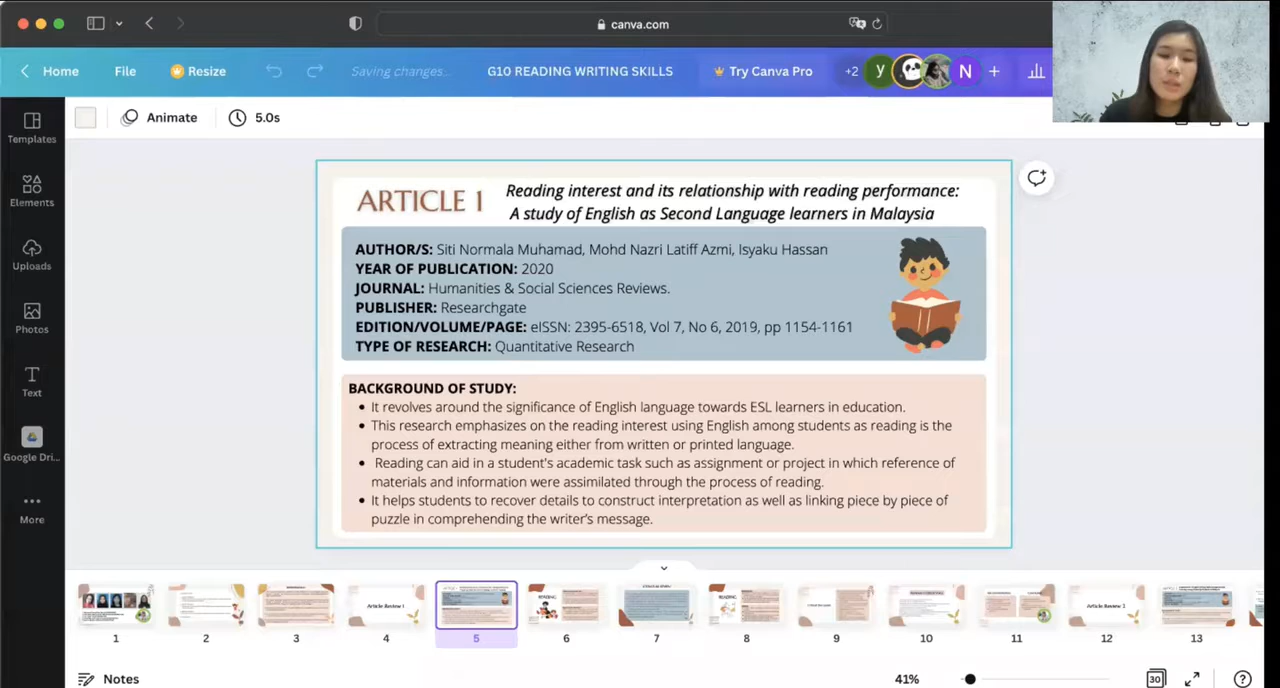 canva.com
Home
File
Resize
Saving changes...
G10 READING WRITING SKILLS
Try Canva Pro
+2
y
N
+
Templates
Elements
Uploads
Photos
Text
Google Dri...
More
Animate
5.0s
ARTICLE 1
Reading interest and its relationship with reading performance:
A study of English as Second Language learners in Malaysia
AUTHOR/S: Siti Normala Muhamad, Mohd Nazri Latiff Azmi, Isyaku Hassan
YEAR OF PUBLICATION: 2020
JOURNAL: Humanities & Social Sciences Reviews.
PUBLISHER: Researchgate
EDITION/VOLUME/PAGE: eISSN: 2395-6518, Vol 7, No 6, 2019, pp 1154-1161
TYPE OF RESEARCH: Quantitative Research
BACKGROUND OF STUDY:
• It revolves around the significance of English language towards ESL learners in education.
• This research emphasizes on the reading interest using English among students as reading is the
process of extracting meaning either from written or printed language.
• Reading can aid in a student's academic task such as assignment or project in which reference of
materials and information were assimilated through the process of reading.
• It helps students to recover details to construct interpretation as well as linking piece by piece of
puzzle in comprehending the writer's message.
Article Review 1
READING
READING
Article Review 2
1
2
3
4
5
6
7
8
9
10
11
12
13
Notes
41%
30
?